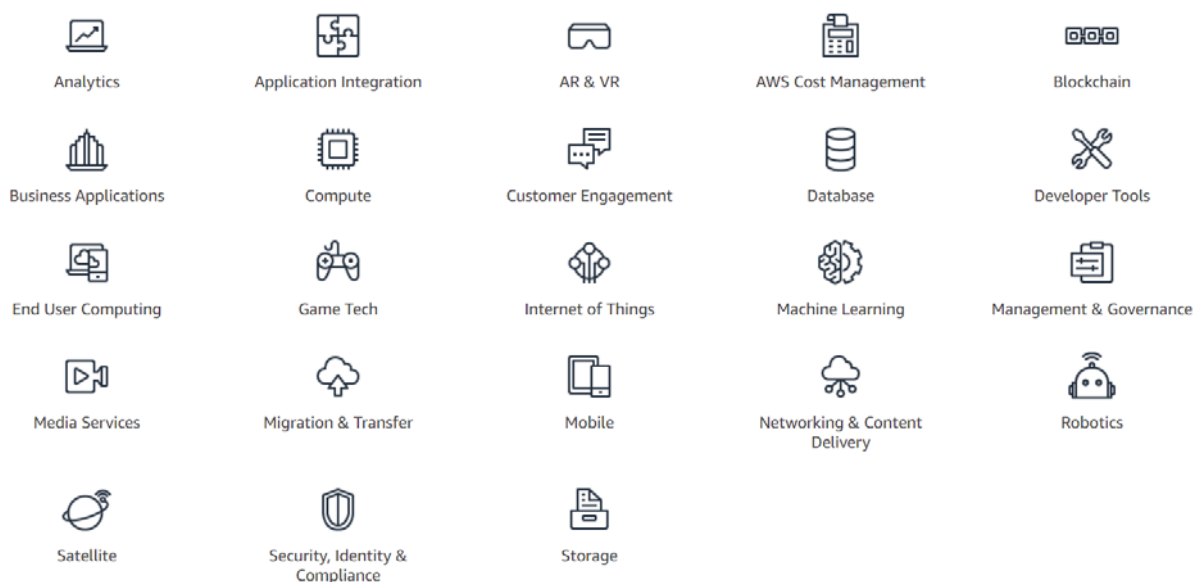 Analytics
Application Integration
AR & VR
AWS Cost Management
Blockchain
Business Applications
Compute
Customer Engagement
Database
Developer Tools
End User Computing
Game Tech
Internet of Things
Machine Learning
Management & Governance
Media Services
Migration & Transfer
Mobile
Networking & Content
Delivery
Robotics
Satellite
Security, Identity &
Compliance
Storage